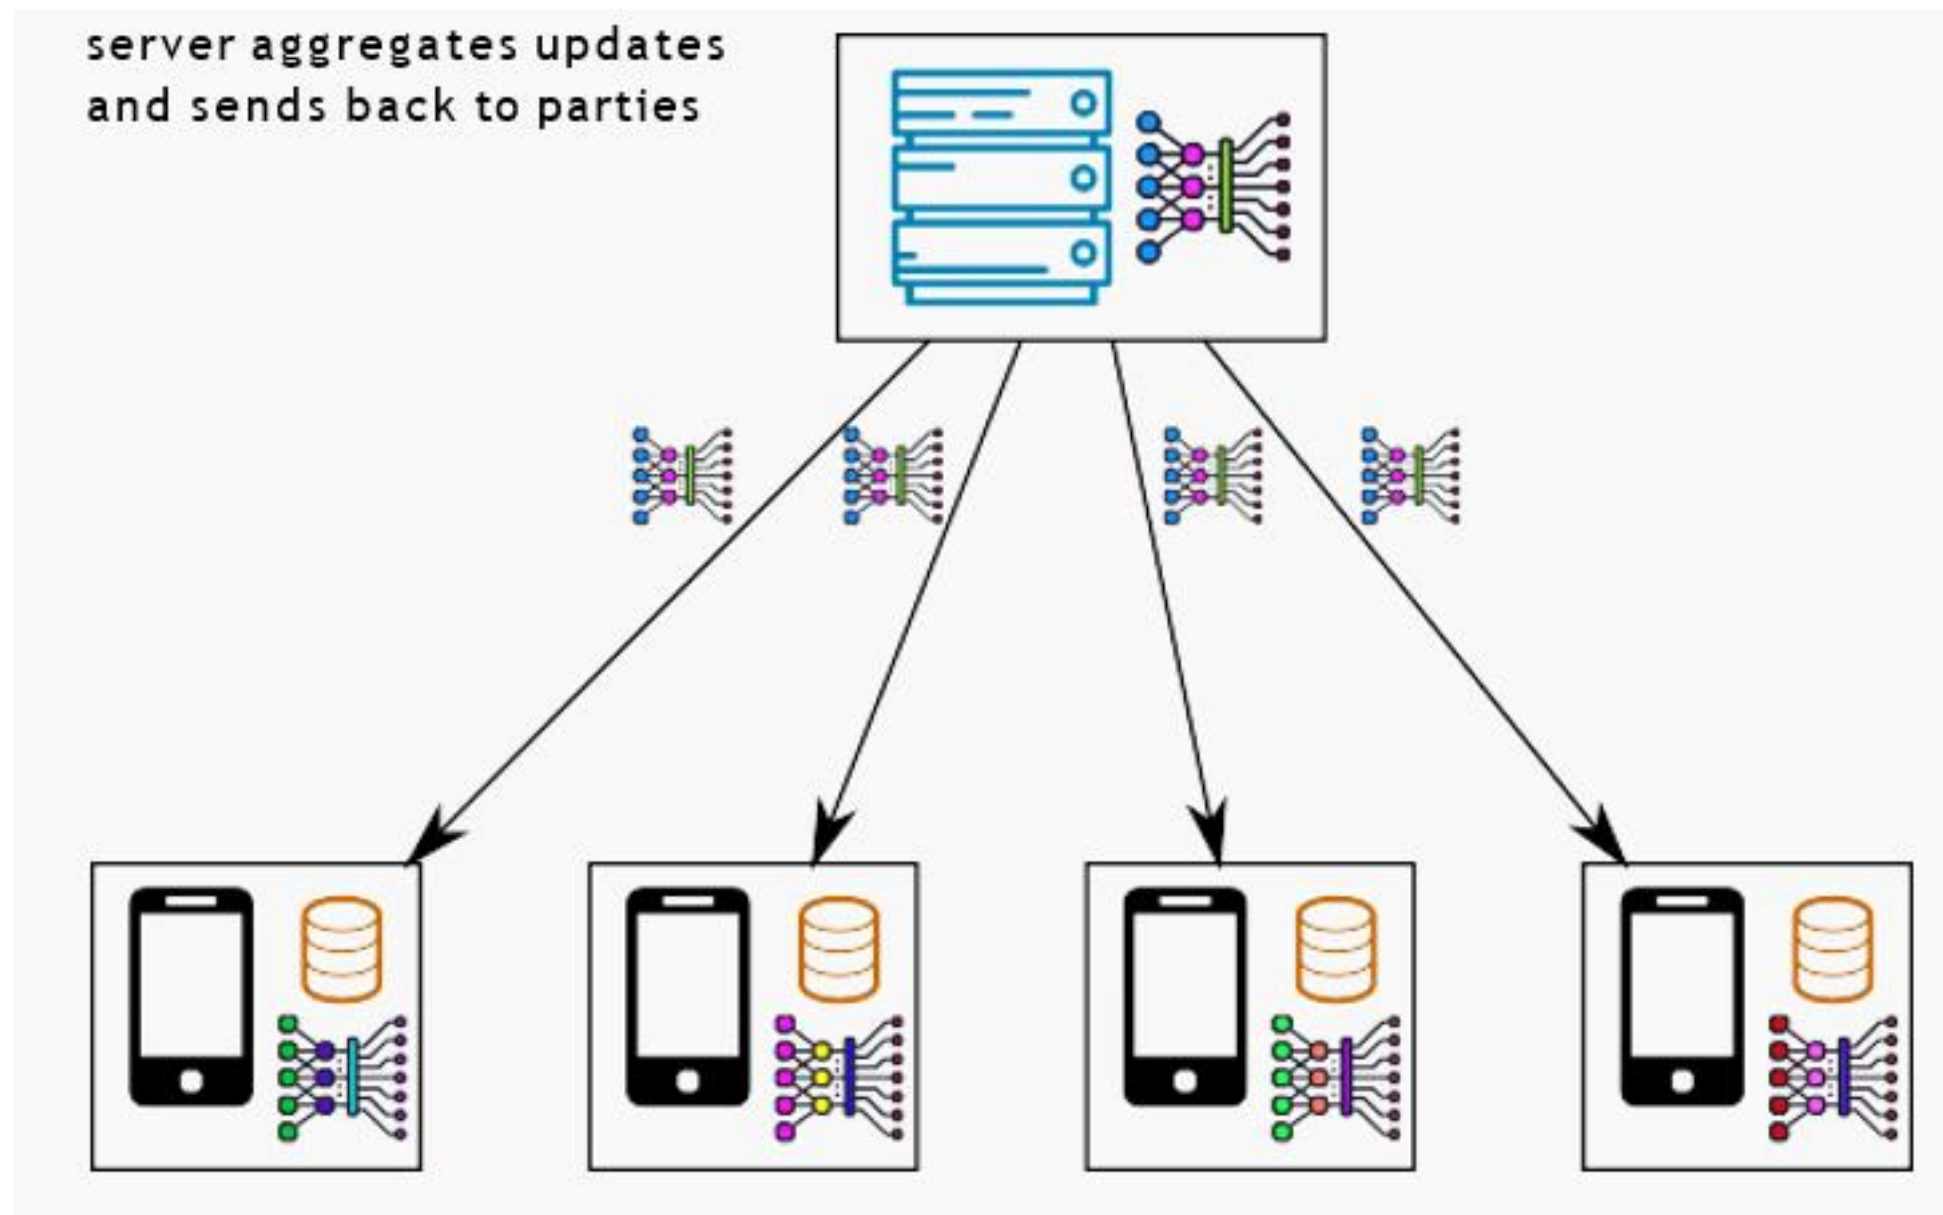 server aggregates updates
and sends back to parties